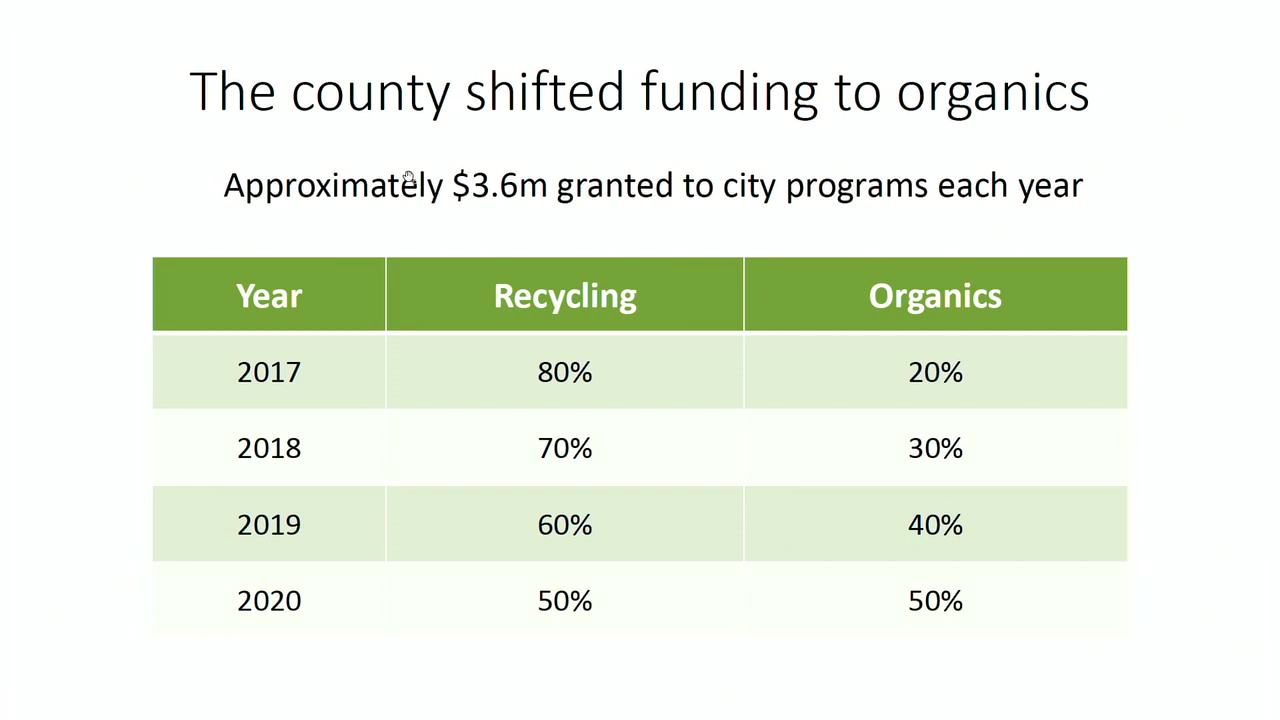 The county shifted funding to organics
Approximately $3.6m granted to city programs each year
Year Recycling Organics
2017 80% 20%
2018 70% 30%
2019 60% 40%
2020 50% 50%